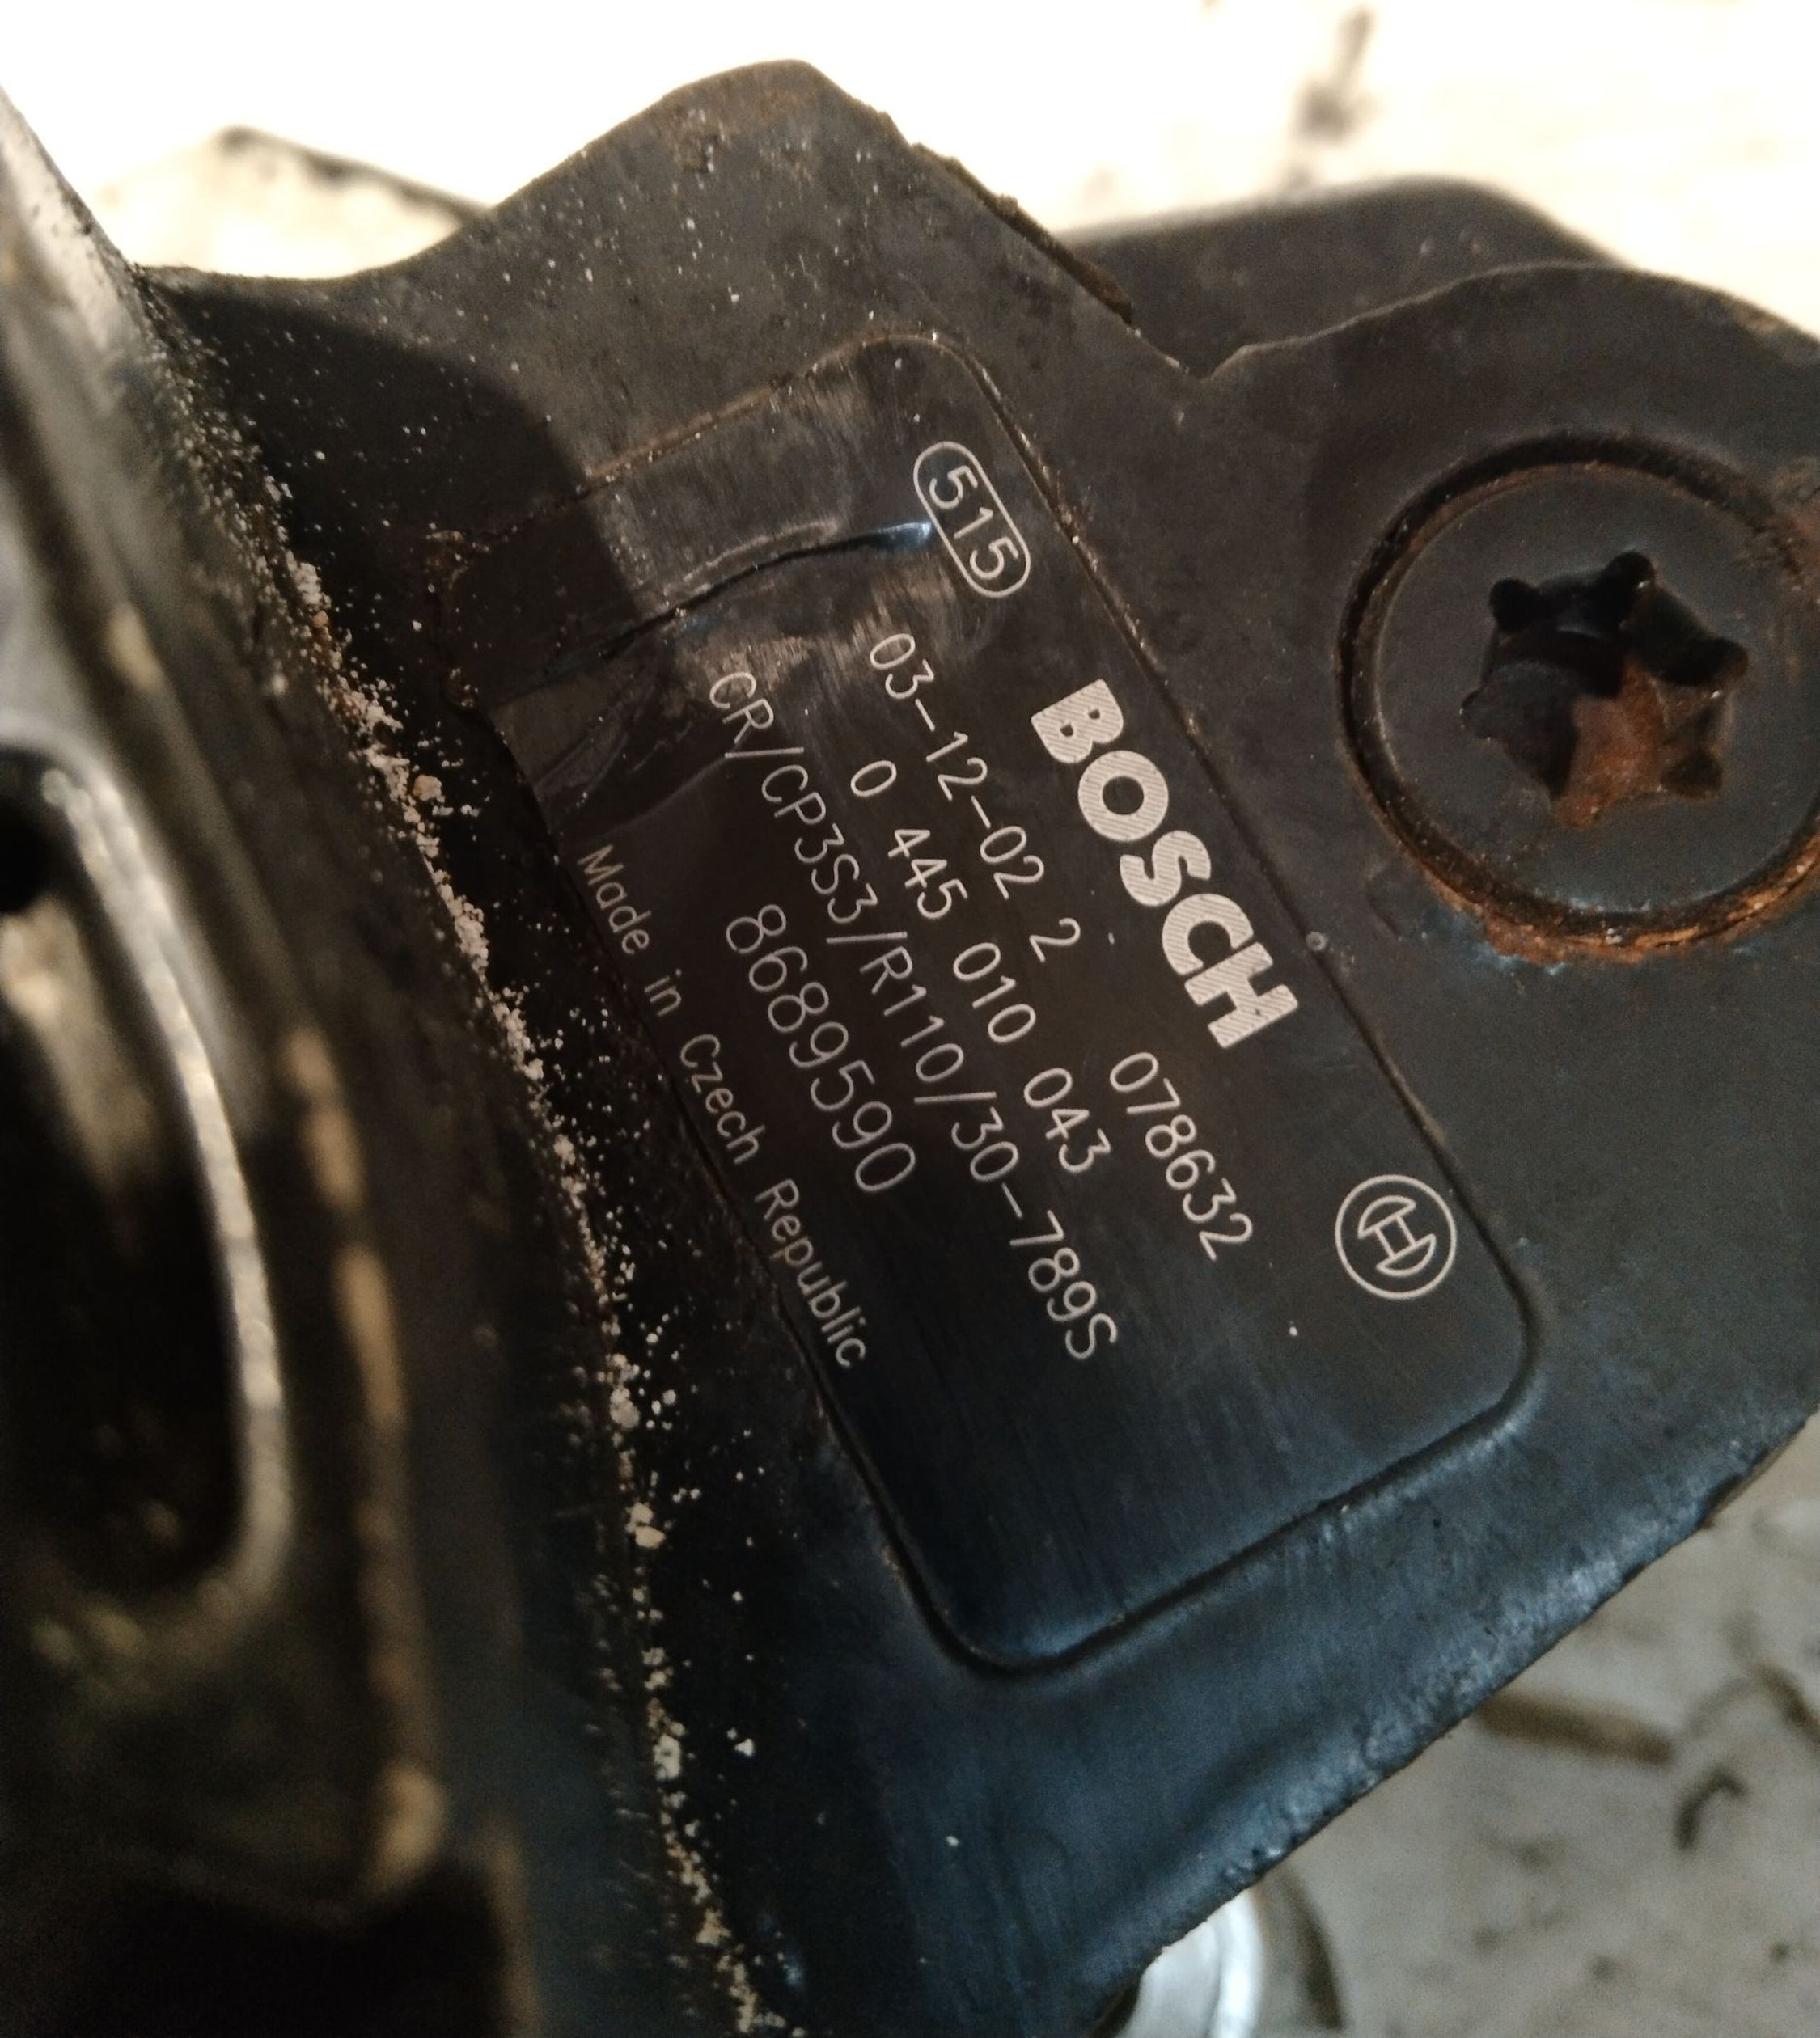 515
BOSCH
03-12-02 2 078632
0 445 010 043
CR/CP3S3/R110/30-789S
8689590
Made in Czech Republic